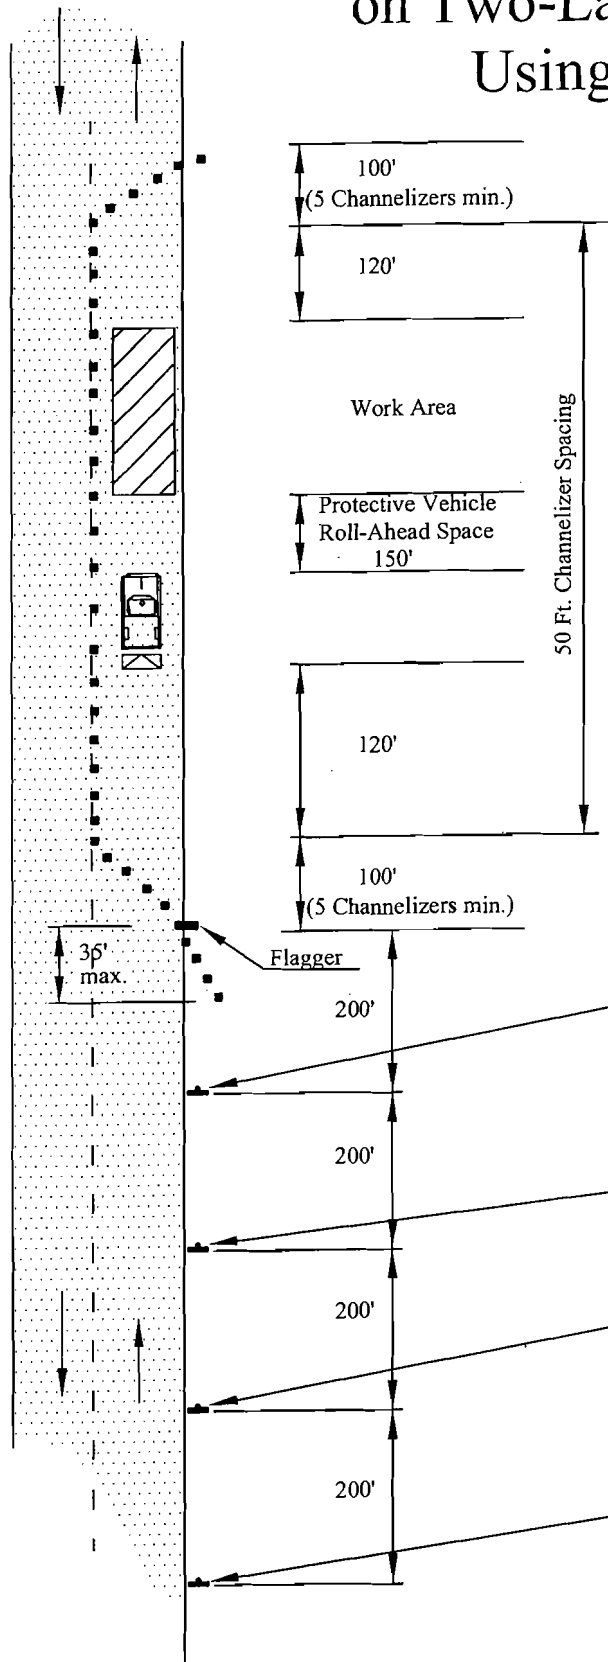 on Two-La
Using
100'
(5 Channelizers min.)
120'
Work Area
Protective Vehicle
Roll-Ahead Space
150'
50 Ft. Channelizer Spacing
120'
100'
(5 Channelizers min.)
Flagger
35'
max.
200'
200'
200'
200'